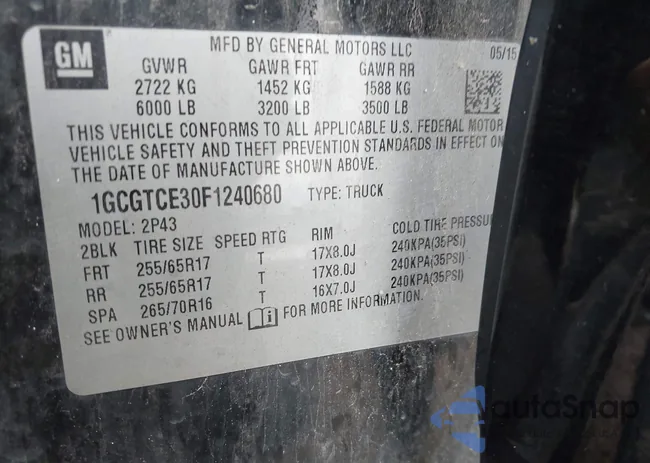 GM
MFD BY GENERAL MOTORS LLC
05/15
GVWR GAWR FRT GAWR RR
2722 KG 1452 KG 1588 KG
6000 LB 3200 LB 3500 LB
THIS VEHICLE CONFORMS TO ALL APPLICABLE U.S. FEDERAL MOTOR
VEHICLE SAFETY AND THEFT PREVENTION STANDARDS IN EFFECT ON
THE DATE OF MANUFACTURE SHOWN ABOVE.
1GCGTCE30F1240680 TYPE: TRUCK
MODEL: 2P43
2BLK TIRE SIZE SPEED RTG RIM COLD TIRE PRESSU
FRT 255/65R17 T 17X8.0J 240KPA(35PSI)
RR 255/65R17 T 17X8.0J 240KPA(35PSI)
SPA 265/70R16 T 16X7.0J 240KPA(35PSI)
SEE OWNER'S MANUAL FOR MORE INFORMATION.
autoSnap